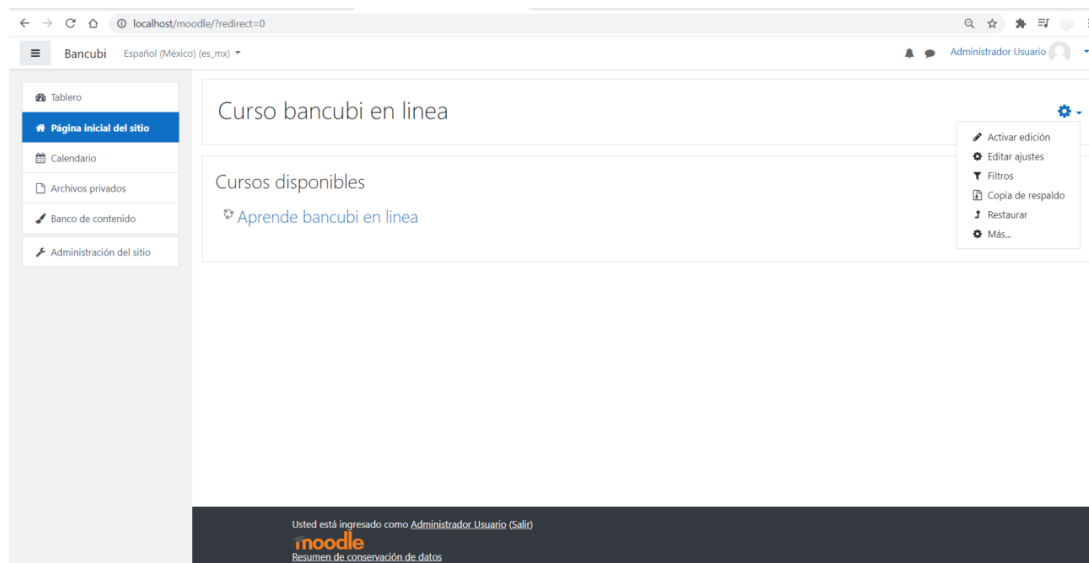 localhost/moodle/?redirect=0
Bancubi Español (México) (es_mx) Administrador Usuario
Tablero
Página inicial del sitio
Calendario
Archivos privados
Banco de contenido
Administración del sitio
Curso bancubi en linea
Activar edición
Editar ajustes
Filtros
Copia de respaldo
Restaurar
Más...
Cursos disponibles
Aprende bancubi en linea
Usted está ingresado como Administrador Usuario (Salir)
moodle
Resumen de conservación de datos